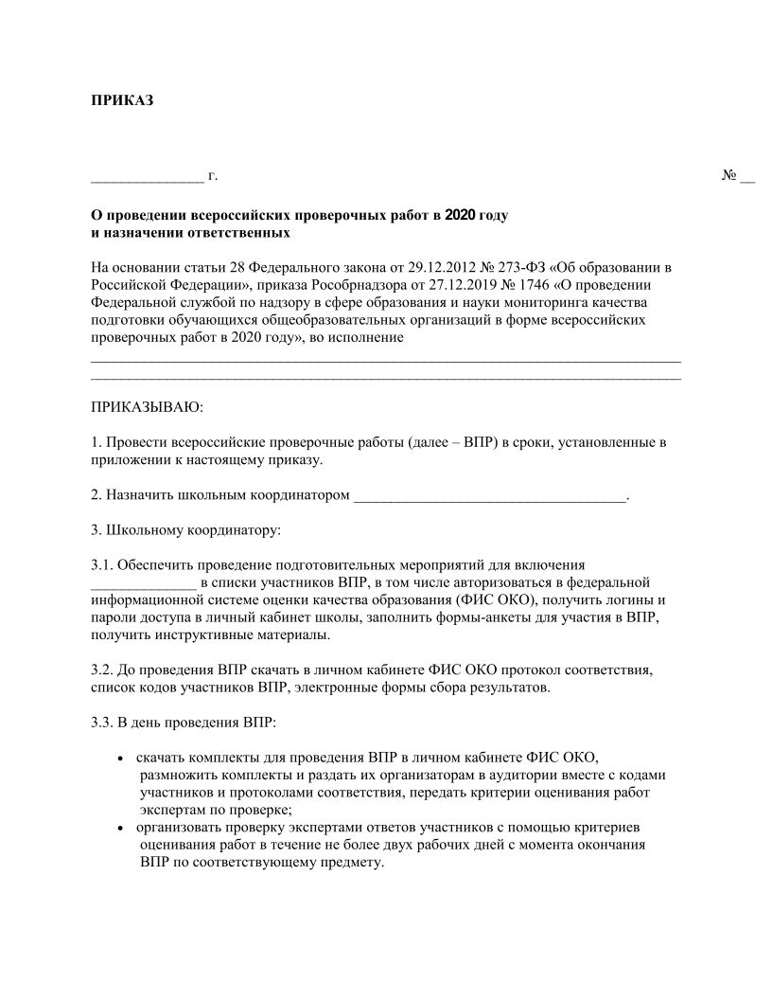 ПРИКАЗ
_______________ г. № __
О проведении всероссийских проверочных работ в 2020 году
и назначении ответственных
На основании статьи 28 Федерального закона от 29.12.2012 № 273-ФЗ «Об образовании в
Российской Федерации», приказа Рособрнадзора от 27.12.2019 № 1746 «О проведении
Федеральной службой по надзору в сфере образования и науки мониторинга качества
подготовки обучающихся общеобразовательных организаций в форме всероссийских
проверочных работ в 2020 году», во исполнение
______________________________________________________________________________
______________________________________________________________________________
ПРИКАЗЫВАЮ:
1. Провести всероссийские проверочные работы (далее – ВПР) в сроки, установленные в
приложении к настоящему приказу.
2. Назначить школьным координатором ____________________________________.
3. Школьному координатору:
3.1. Обеспечить проведение подготовительных мероприятий для включения
______________ в списки участников ВПР, в том числе авторизоваться в федеральной
информационной системе оценки качества образования (ФИС ОКО), получить логины и
пароли доступа в личный кабинет школы, заполнить формы-анкеты для участия в ВПР,
получить инструктивные материалы.
3.2. До проведения ВПР скачать в личном кабинете ФИС ОКО протокол соответствия,
список кодов участников ВПР, электронные формы сбора результатов.
3.3. В день проведения ВПР:
• скачать комплекты для проведения ВПР в личном кабинете ФИС ОКО,
размножить комплекты и раздать их организаторам в аудитории вместе с кодами
участников и протоколами соответствия, передать критерии оценивания работ
экспертам по проверке;
• организовать проверку экспертами ответов участников с помощью критериев
оценивания работ в течение не более двух рабочих дней с момента окончания
ВПР по соответствующему предмету.